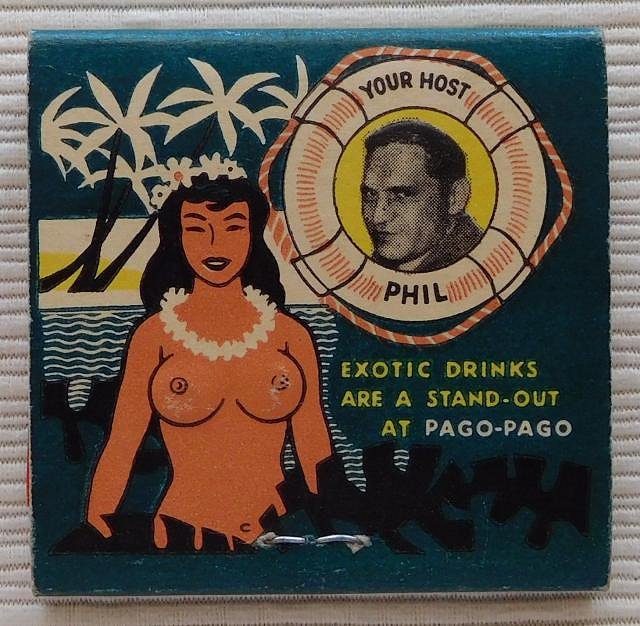 YOUR HOST
PHIL
EXOTIC DRINKS
ARE A STAND-OUT
AT PAGO-PAGO
C